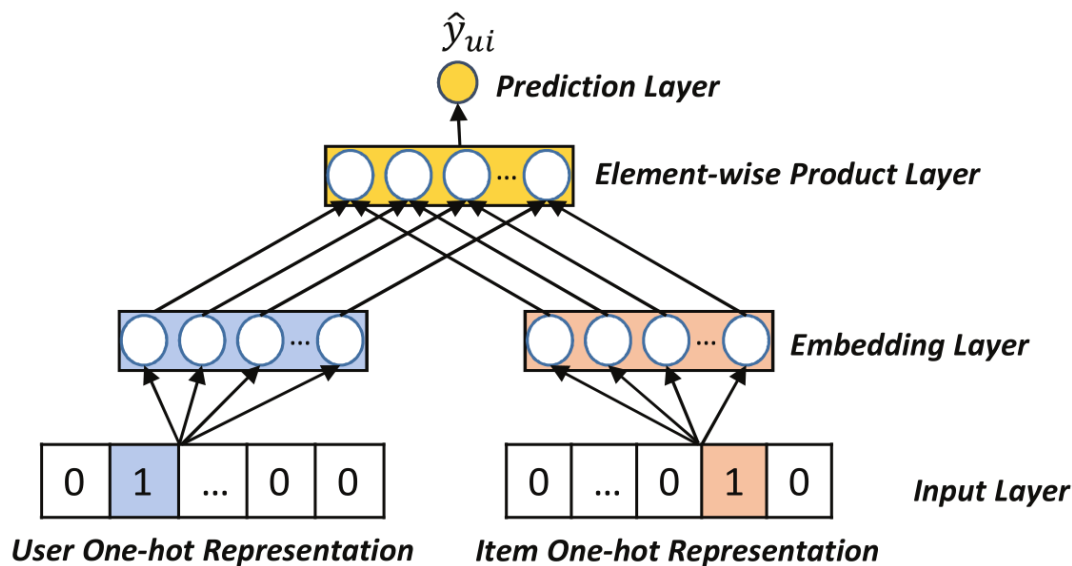 ŷui
Prediction Layer
... Element-wise Product Layer
... ... Embedding Layer
0 1 ... 0 0 0 ... 0 1 0 Input Layer
User One-hot Representation Item One-hot Representation